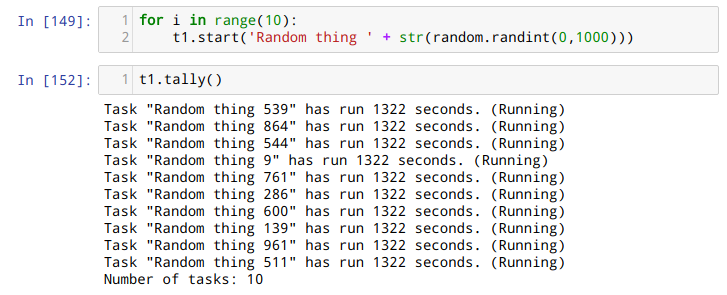 In [149]: 1 for i in range(10):
2     t1.start('Random thing ' + str(random.randint(0,1000)))
In [152]: 1 t1.tally()
Task "Random thing 539" has run 1322 seconds. (Running)
Task "Random thing 864" has run 1322 seconds. (Running)
Task "Random thing 544" has run 1322 seconds. (Running)
Task "Random thing 9" has run 1322 seconds. (Running)
Task "Random thing 761" has run 1322 seconds. (Running)
Task "Random thing 286" has run 1322 seconds. (Running)
Task "Random thing 600" has run 1322 seconds. (Running)
Task "Random thing 139" has run 1322 seconds. (Running)
Task "Random thing 961" has run 1322 seconds. (Running)
Task "Random thing 511" has run 1322 seconds. (Running)
Number of tasks: 10